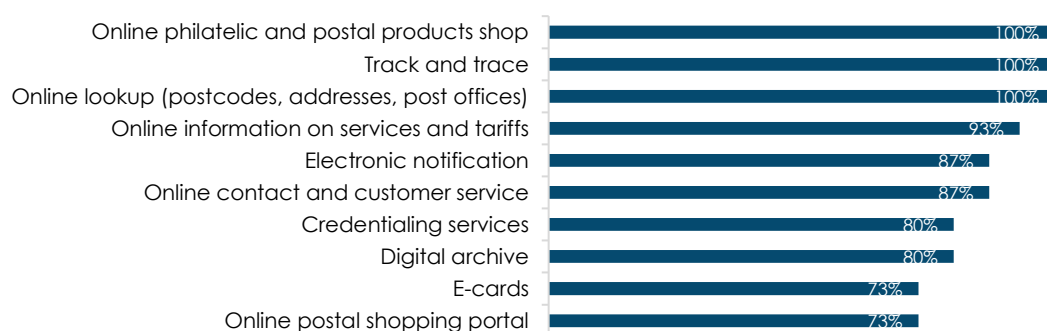 Online philatelic and postal products shop 100%
Track and trace 100%
Online lookup (postcodes, addresses, post offices) 100%
Online information on services and tariffs 93%
Electronic notification 87%
Online contact and customer service 87%
Credentialing services 80%
Digital archive 80%
E-cards 73%
Online postal shopping portal 73%